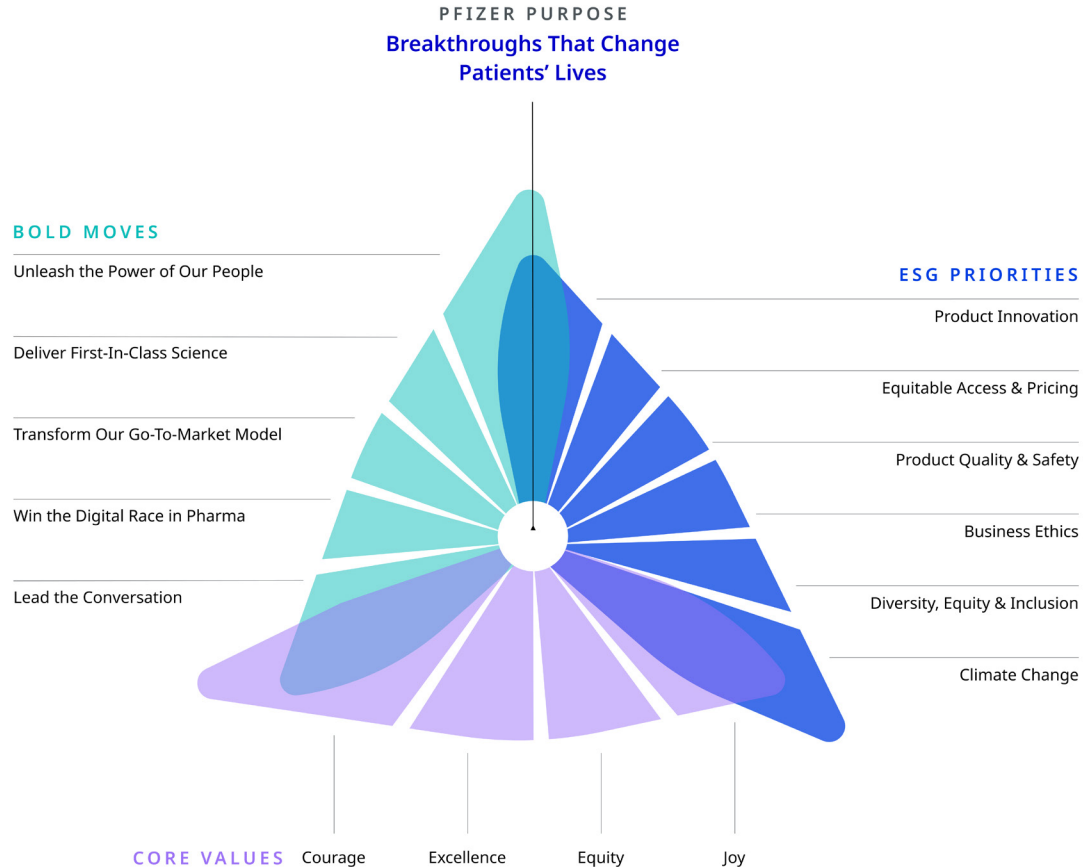 PFIZER PURPOSE
Breakthroughs That Change
Patients’ Lives
BOLD MOVES
Unleash the Power of Our People
Deliver First-In-Class Science
Transform Our Go-To-Market Model
Win the Digital Race in Pharma
Lead the Conversation
ESG PRIORITIES
Product Innovation
Equitable Access & Pricing
Product Quality & Safety
Business Ethics
Diversity, Equity & Inclusion
Climate Change
CORE VALUES
Courage
Excellence
Equity
Joy